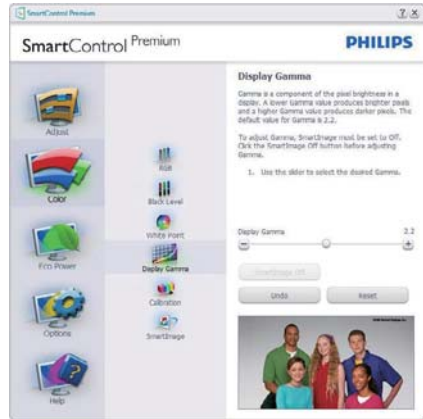 SmartControl Premium
? X
SmartControl Premium
PHILIPS
Adjust
Color
Eco Power
Options
Help
RGB
Black Level
White Point
Display Gamma
Calibration
SmartImage
Display Gamma
Gamma is a component of the pixel brightness in a
display. A lower Gamma value produces brighter pixels
and a higher Gamma value produces darker pixels. The
default value for Gamma is 2.2.
To adjust Gamma, SmartImage must be set to Off.
Click the SmartImage Off button before adjusting
Gamma.
1. Use the slider to select the desired Gamma.
Display Gamma 2.2
SmartImage Off
Undo
Reset